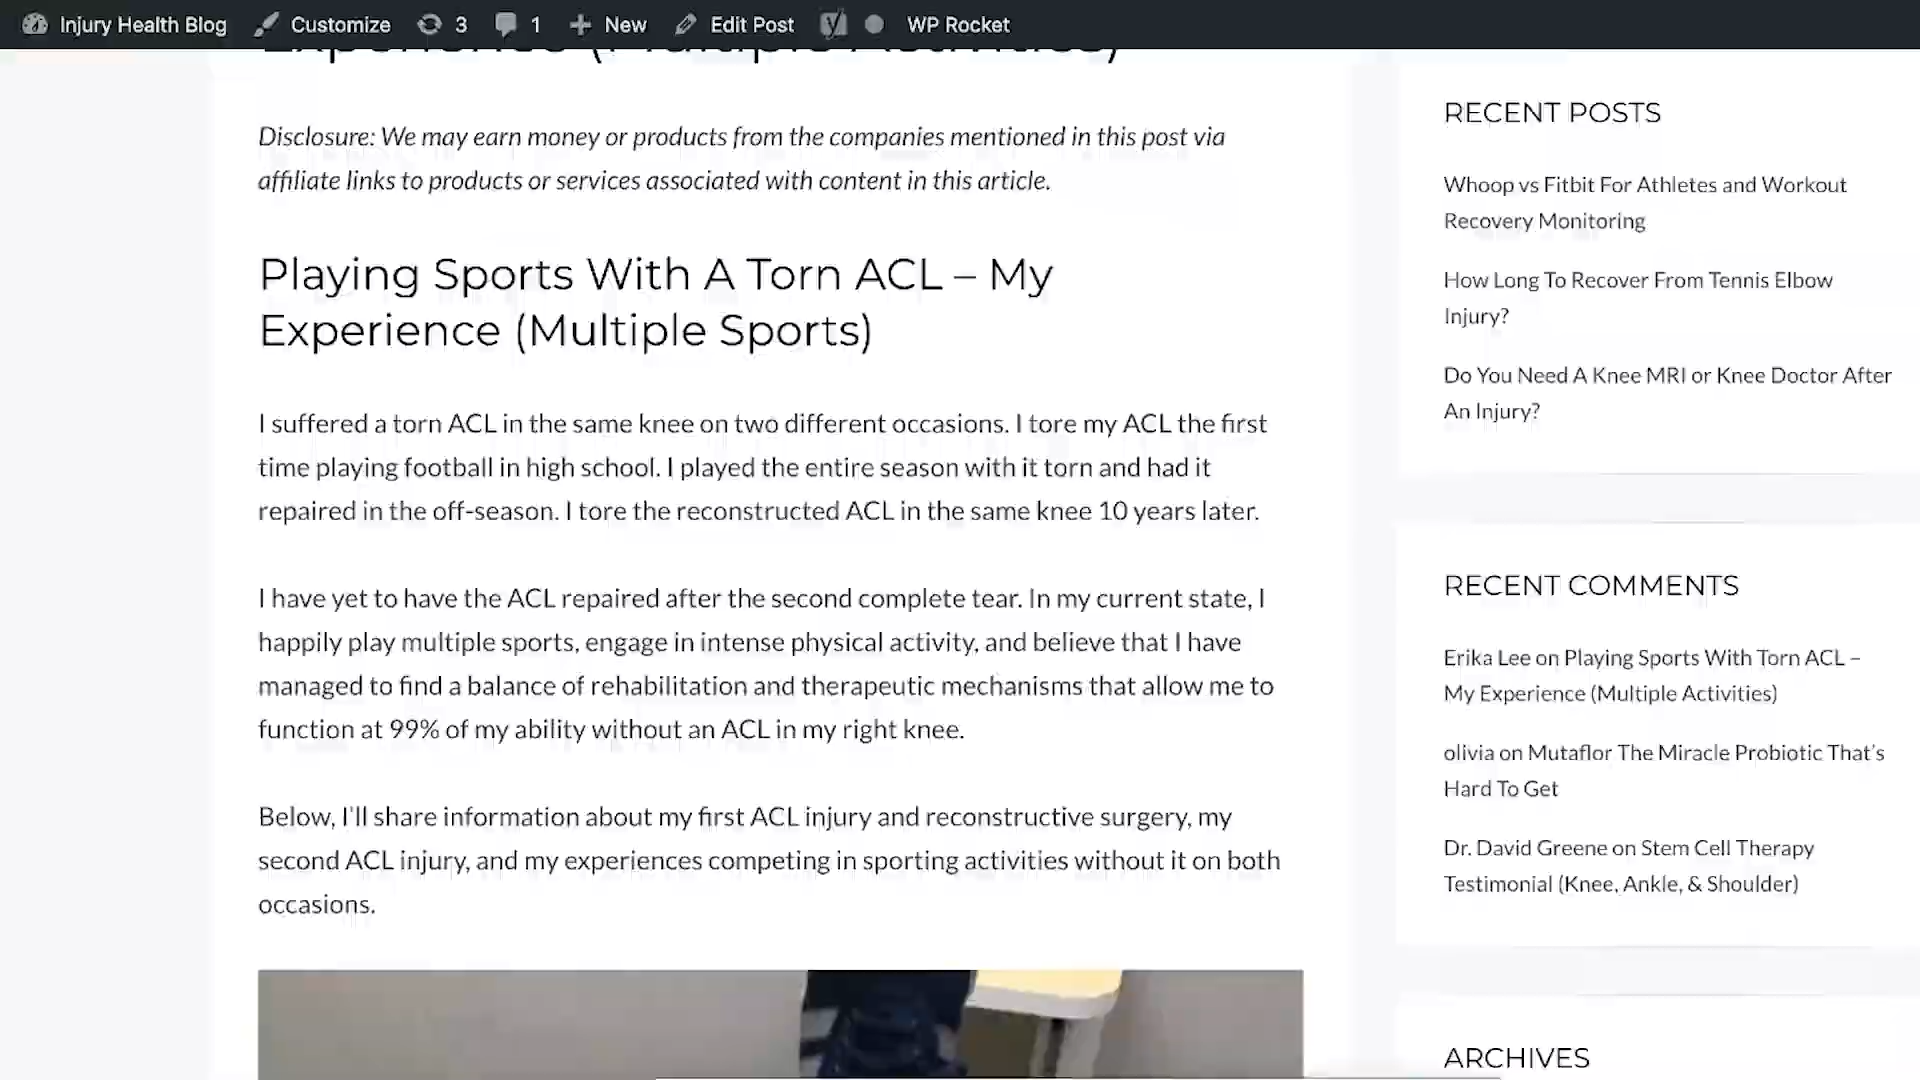 Injury Health Blog Customize 3 1 New Edit Post WP Rocket
Experience (Multiple Activities)
Disclosure: We may earn money or products from the companies mentioned in this post via
affiliate links to products or services associated with content in this article.
Playing Sports With A Torn ACL – My
Experience (Multiple Sports)
I suffered a torn ACL in the same knee on two different occasions. I tore my ACL the first
time playing football in high school. I played the entire season with it torn and had it
repaired in the off-season. I tore the reconstructed ACL in the same knee 10 years later.
I have yet to have the ACL repaired after the second complete tear. In my current state, I
happily play multiple sports, engage in intense physical activity, and believe that I have
managed to find a balance of rehabilitation and therapeutic mechanisms that allow me to
function at 99% of my ability without an ACL in my right knee.
Below, I'll share information about my first ACL injury and reconstructive surgery, my
second ACL injury, and my experiences competing in sporting activities without it on both
occasions.
RECENT POSTS
Whoop vs Fitbit For Athletes and Workout
Recovery Monitoring
How Long To Recover From Tennis Elbow
Injury?
Do You Need A Knee MRI or Knee Doctor After
An Injury?
RECENT COMMENTS
Erika Lee on Playing Sports With Torn ACL –
My Experience (Multiple Activities)
olivia on Mutaflor The Miracle Probiotic That's
Hard To Get
Dr. David Greene on Stem Cell Therapy
Testimonial (Knee, Ankle, & Shoulder)
ARCHIVES